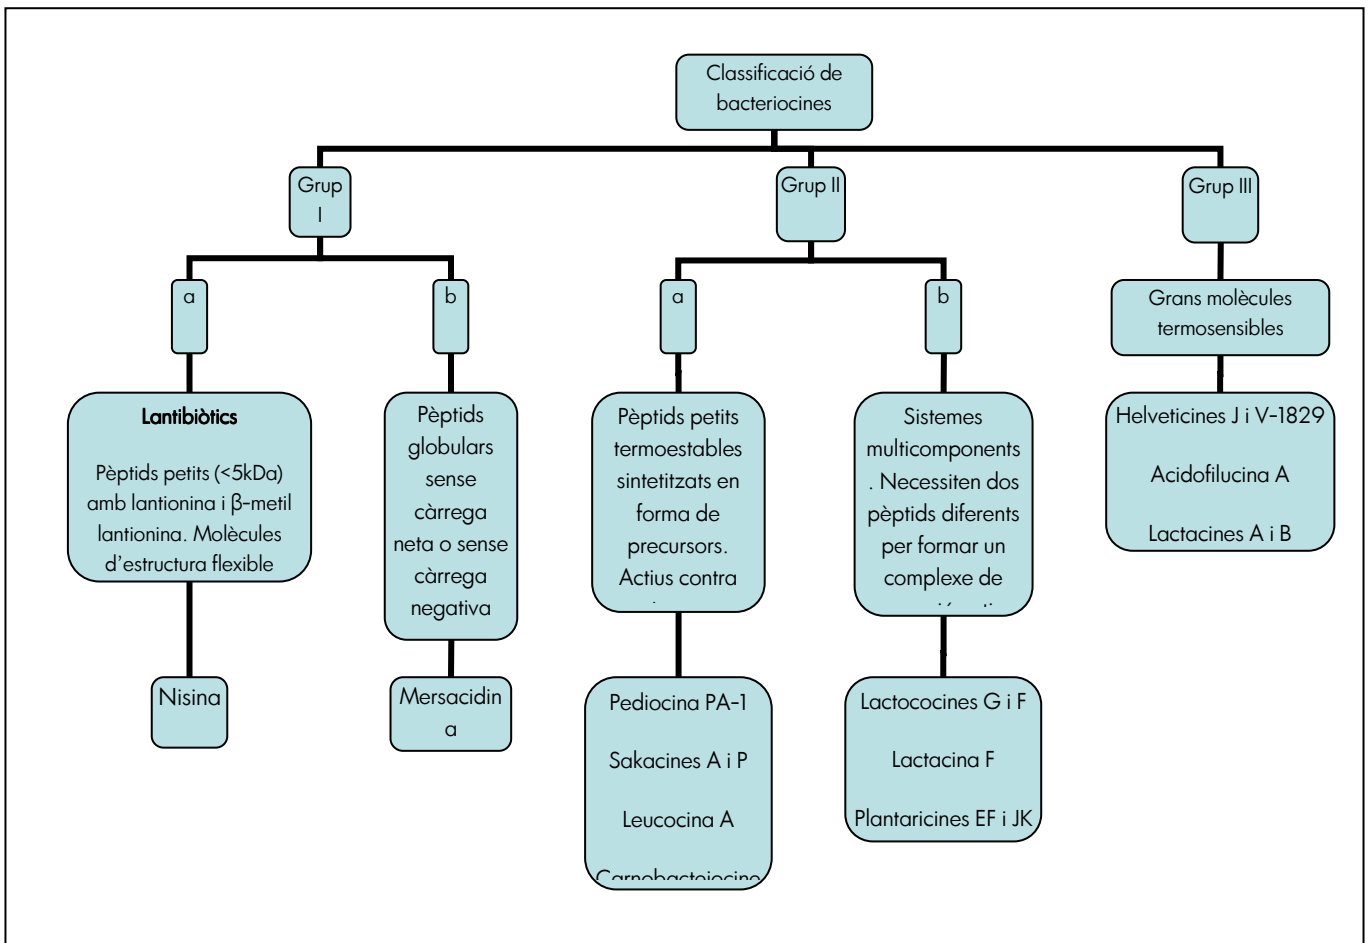 Classificació de
bacteriocines
Grup
I
Grup II
Grup III
a
b
a
b
Grans molècules
termosensibles
Lantibiòtics
Pèptids petits (<5kDa)
amb lantionina i β-metil
lantionina. Molècules
d'estructura flexible
Pèptids
globulars
sense
càrrega
neta o sense
càrrega
negativa
Pèptids petits
termoestables
sintetitzats en
forma de
precursors.
Actius contra
Sistemes
multicomponents
. Necessiten dos
pèptids diferents
per formar un
complexe de
Helveticines J i V-1829
Acidofilucina A
Lactacines A i B
Nisina
Mersacidin
a
Pediocina PA-1
Sakacines A i P
Leucocina A
Lactococines G i F
Lactacina F
Plantaricines EF i JK